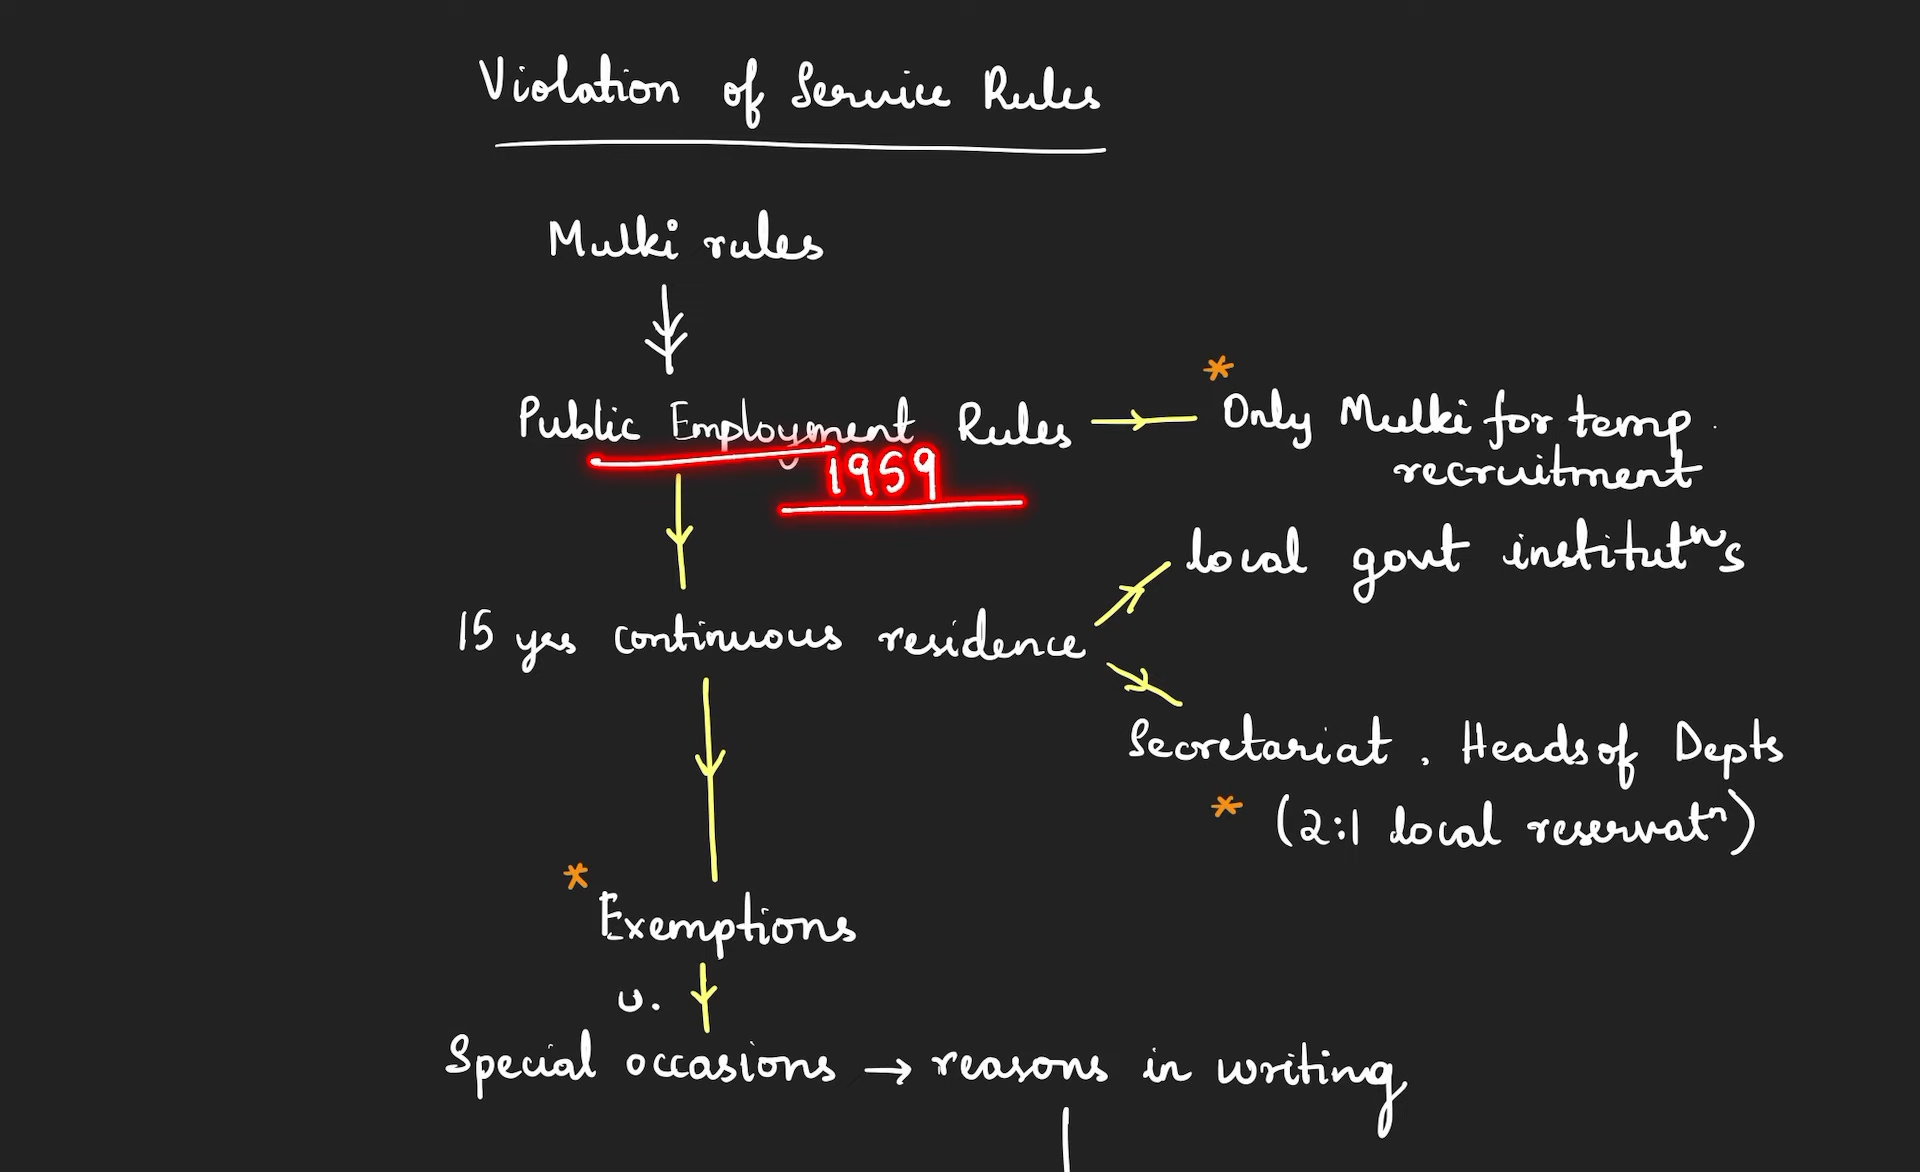 Violation of Service Rules
Mulki rules
Public Employment Rules → Only Mulki for temp.
recruitment
1959
local govt institutⁿs
15 yrs continuous residence
Secretariat, Heads of Depts
* (2:1 local reservatⁿ)
* Exemptions
u.
Special occasions → reasons in writing